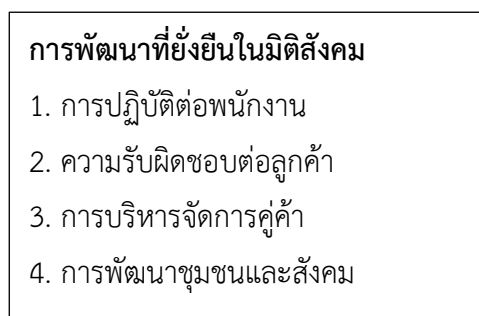 การพัฒนาที่ยั่งยืนในมิติสังคม
1. การปฏิบัติต่อพนักงาน
2. ความรับผิดชอบต่อลูกค้า
3. การบริหารจัดการคู่ค้า
4. การพัฒนาชุมชนและสังคม